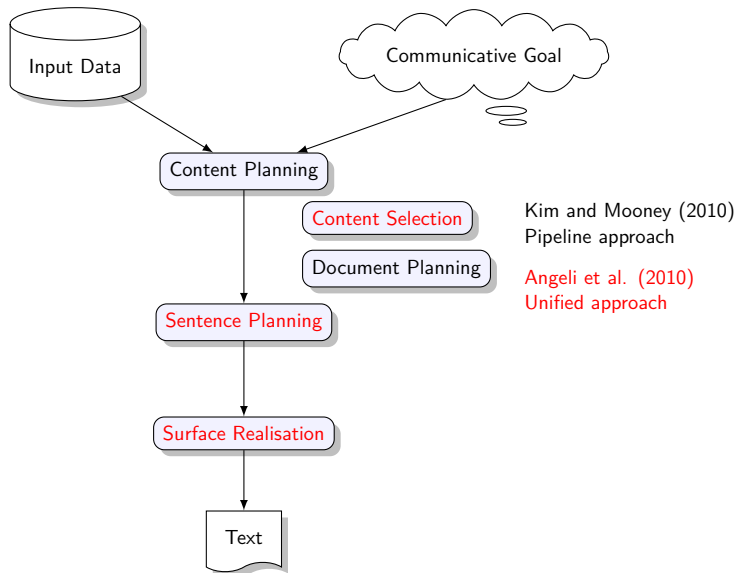 Input Data
Communicative Goal
Content Planning
Content Selection
Document Planning
Kim and Mooney (2010)
Pipeline approach
Angeli et al. (2010)
Unified approach
Sentence Planning
Surface Realisation
Text